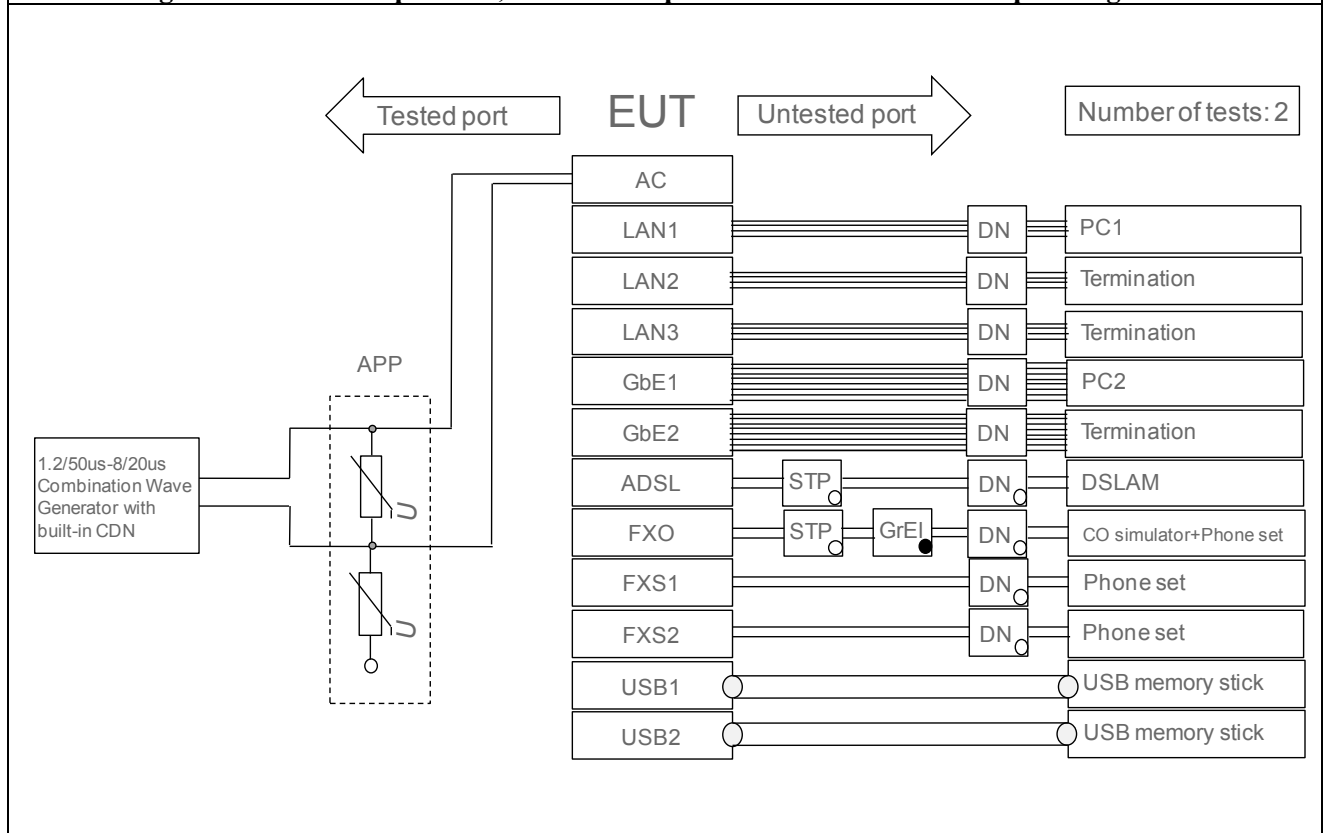 Tested port
EUT
Untested port
Number of tests: 2
AC
LAN1
DN
PC1
LAN2
DN
Termination
LAN3
DN
Termination
APP
GbE1
DN
PC2
GbE2
DN
Termination
1.2/50us-8/20us
Combination Wave
Generator with
built-in CDN
U
U
ADSL
STP
DN
DSLAM
FXO
STP
GrEl
DN
CO simulator+Phone set
FXS1
DN
Phone set
FXS2
DN
Phone set
USB1
USB memory stick
USB2
USB memory stick